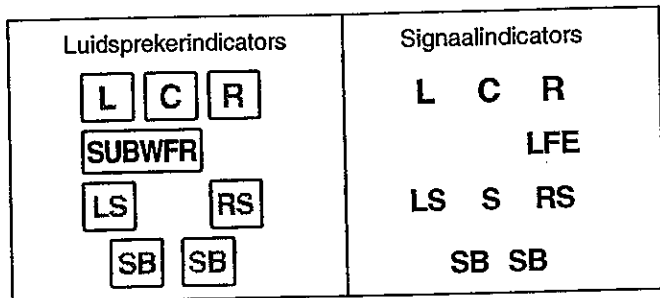 Luidsprekerindicators
L C R
SUBWFR
LS RS
SB SB
Signaalindicators
L C R
LFE
LS S RS
SB SB